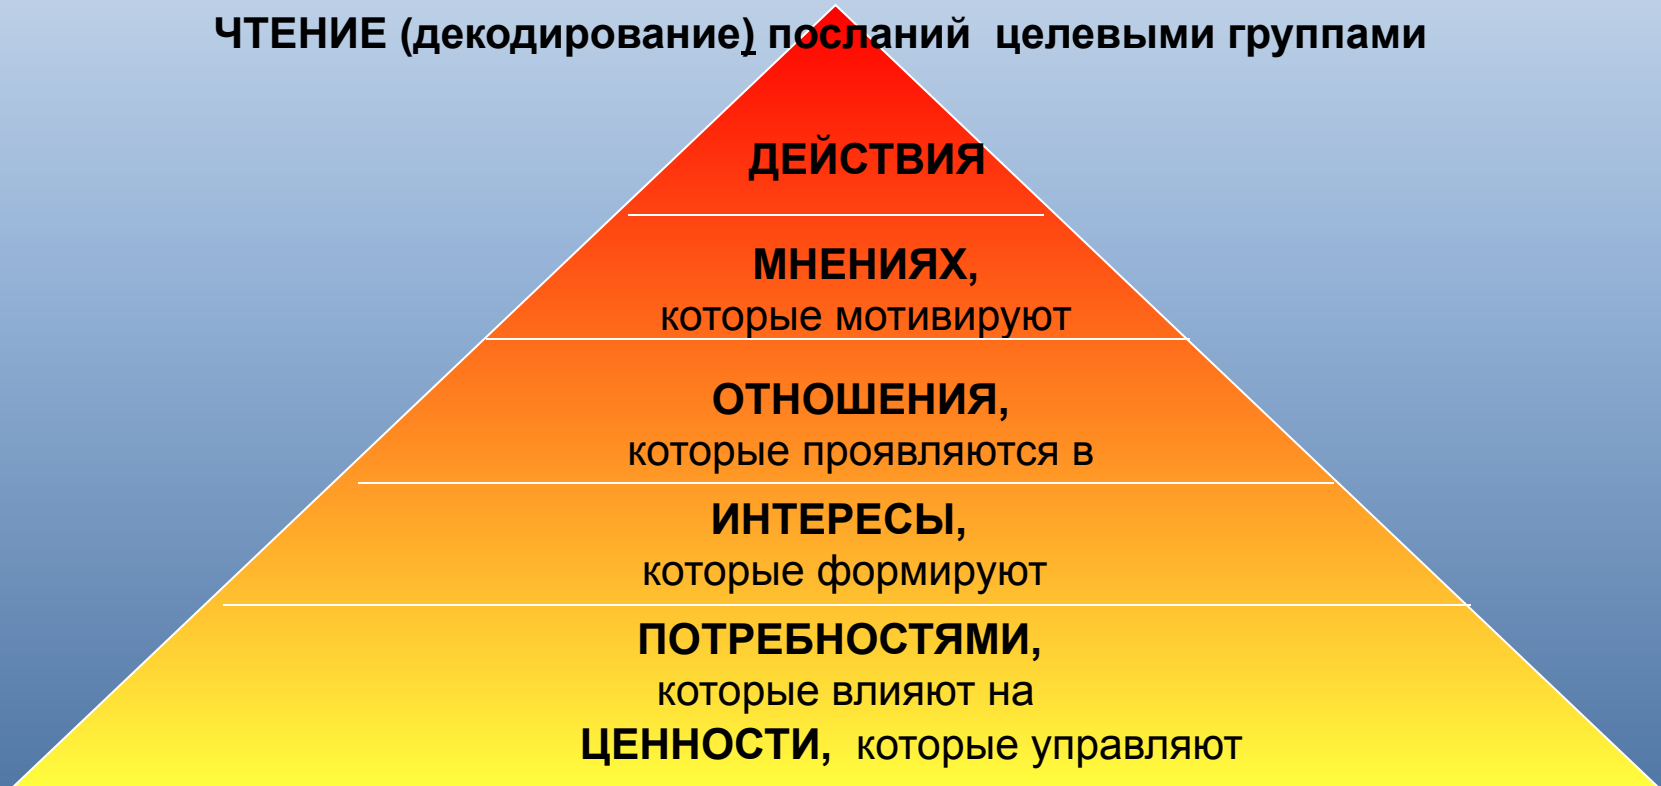 ЧТЕНИЕ (декодирование) посланий целевыми группами
ДЕЙСТВИЯ
МНЕНИЯХ,
которые мотивируют
ОТНОШЕНИЯ,
которые проявляются в
ИНТЕРЕСЫ,
которые формируют
ПОТРЕБНОСТЯМИ,
которые влияют на
ЦЕННОСТИ, которые управляют